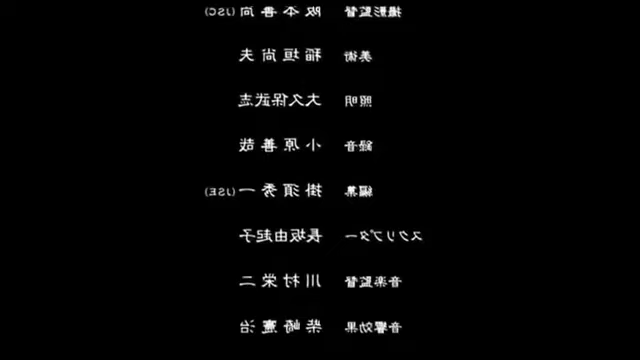 撮影監督 阪本善尚(JSC)
美術 稲垣尚夫
照明 大久保武志
録音 小原善哉
編集 掛須秀一(JSE)
スクリプター 長坂由起子
音楽監督 川村栄二
音響効果 柴崎憲治